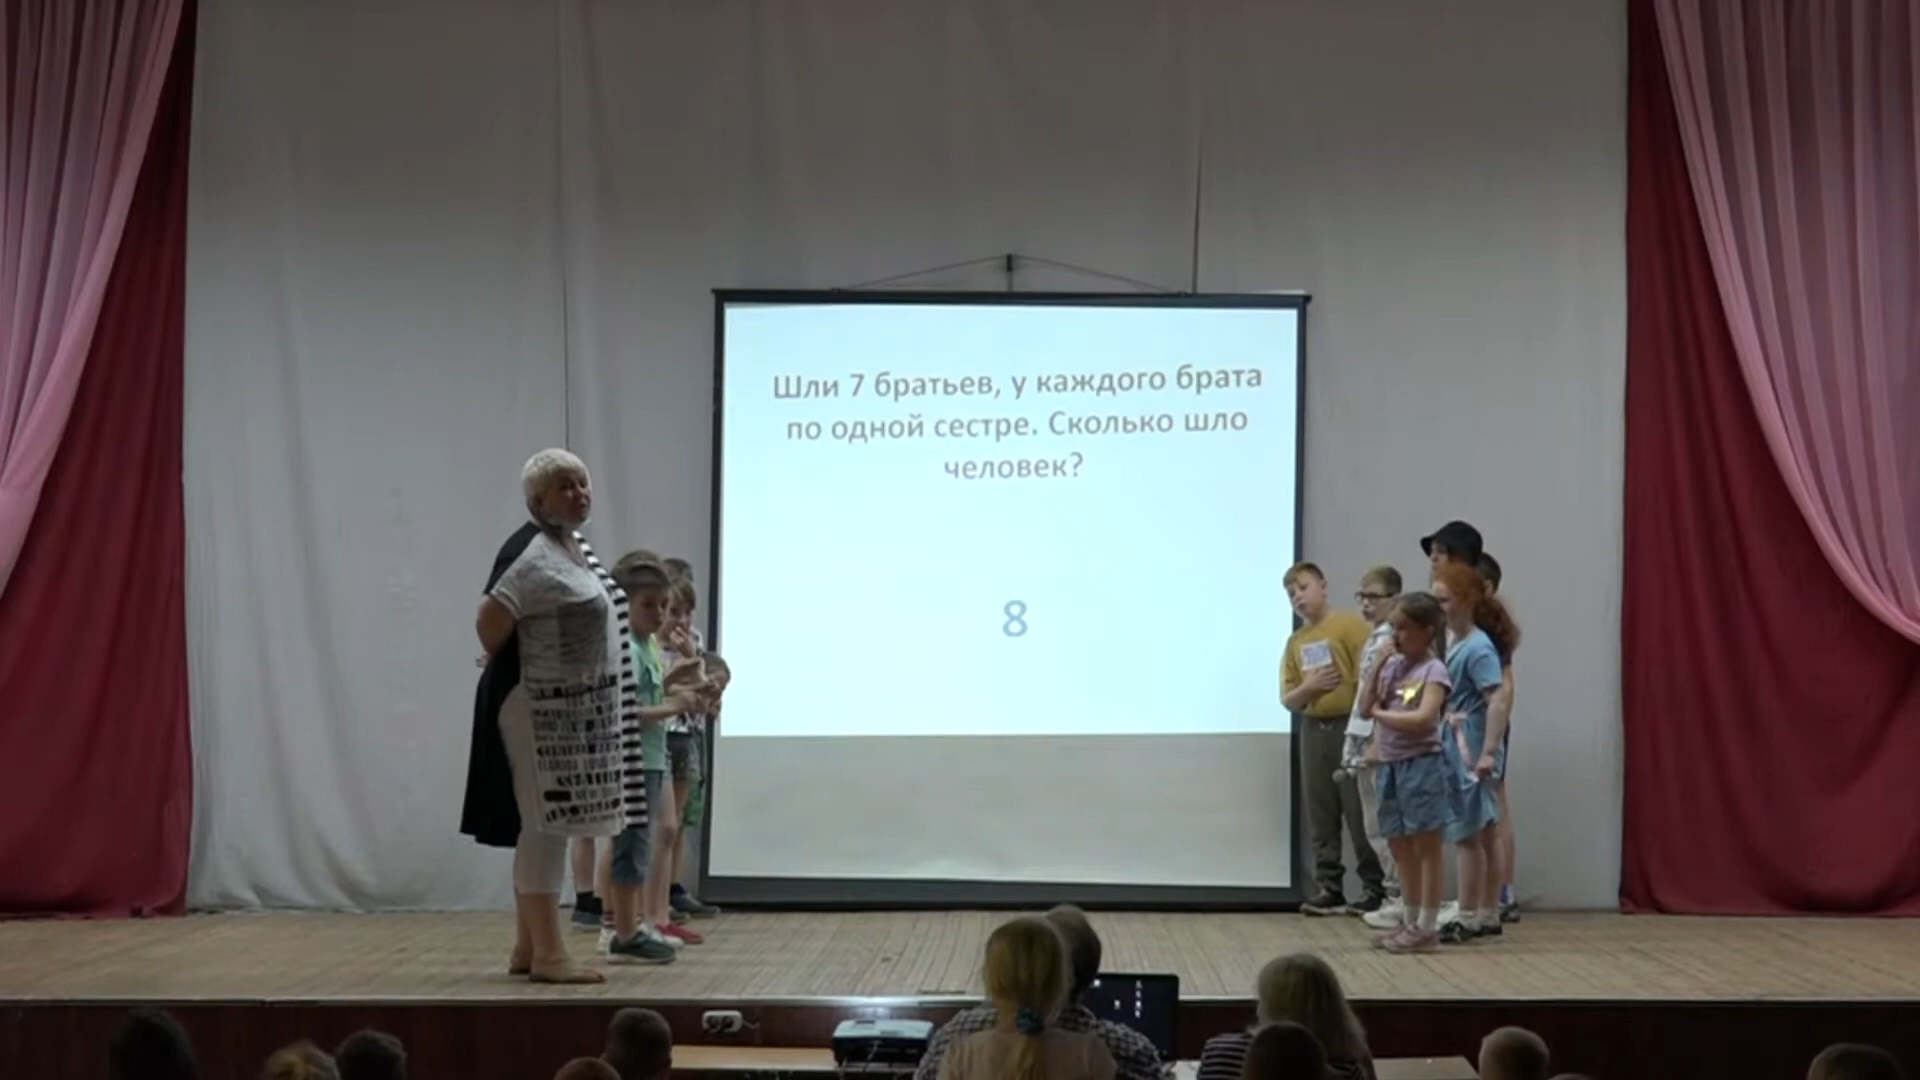 Шли 7 братьев, у каждого брата
по одной сестре. Сколько шло
человек?
8